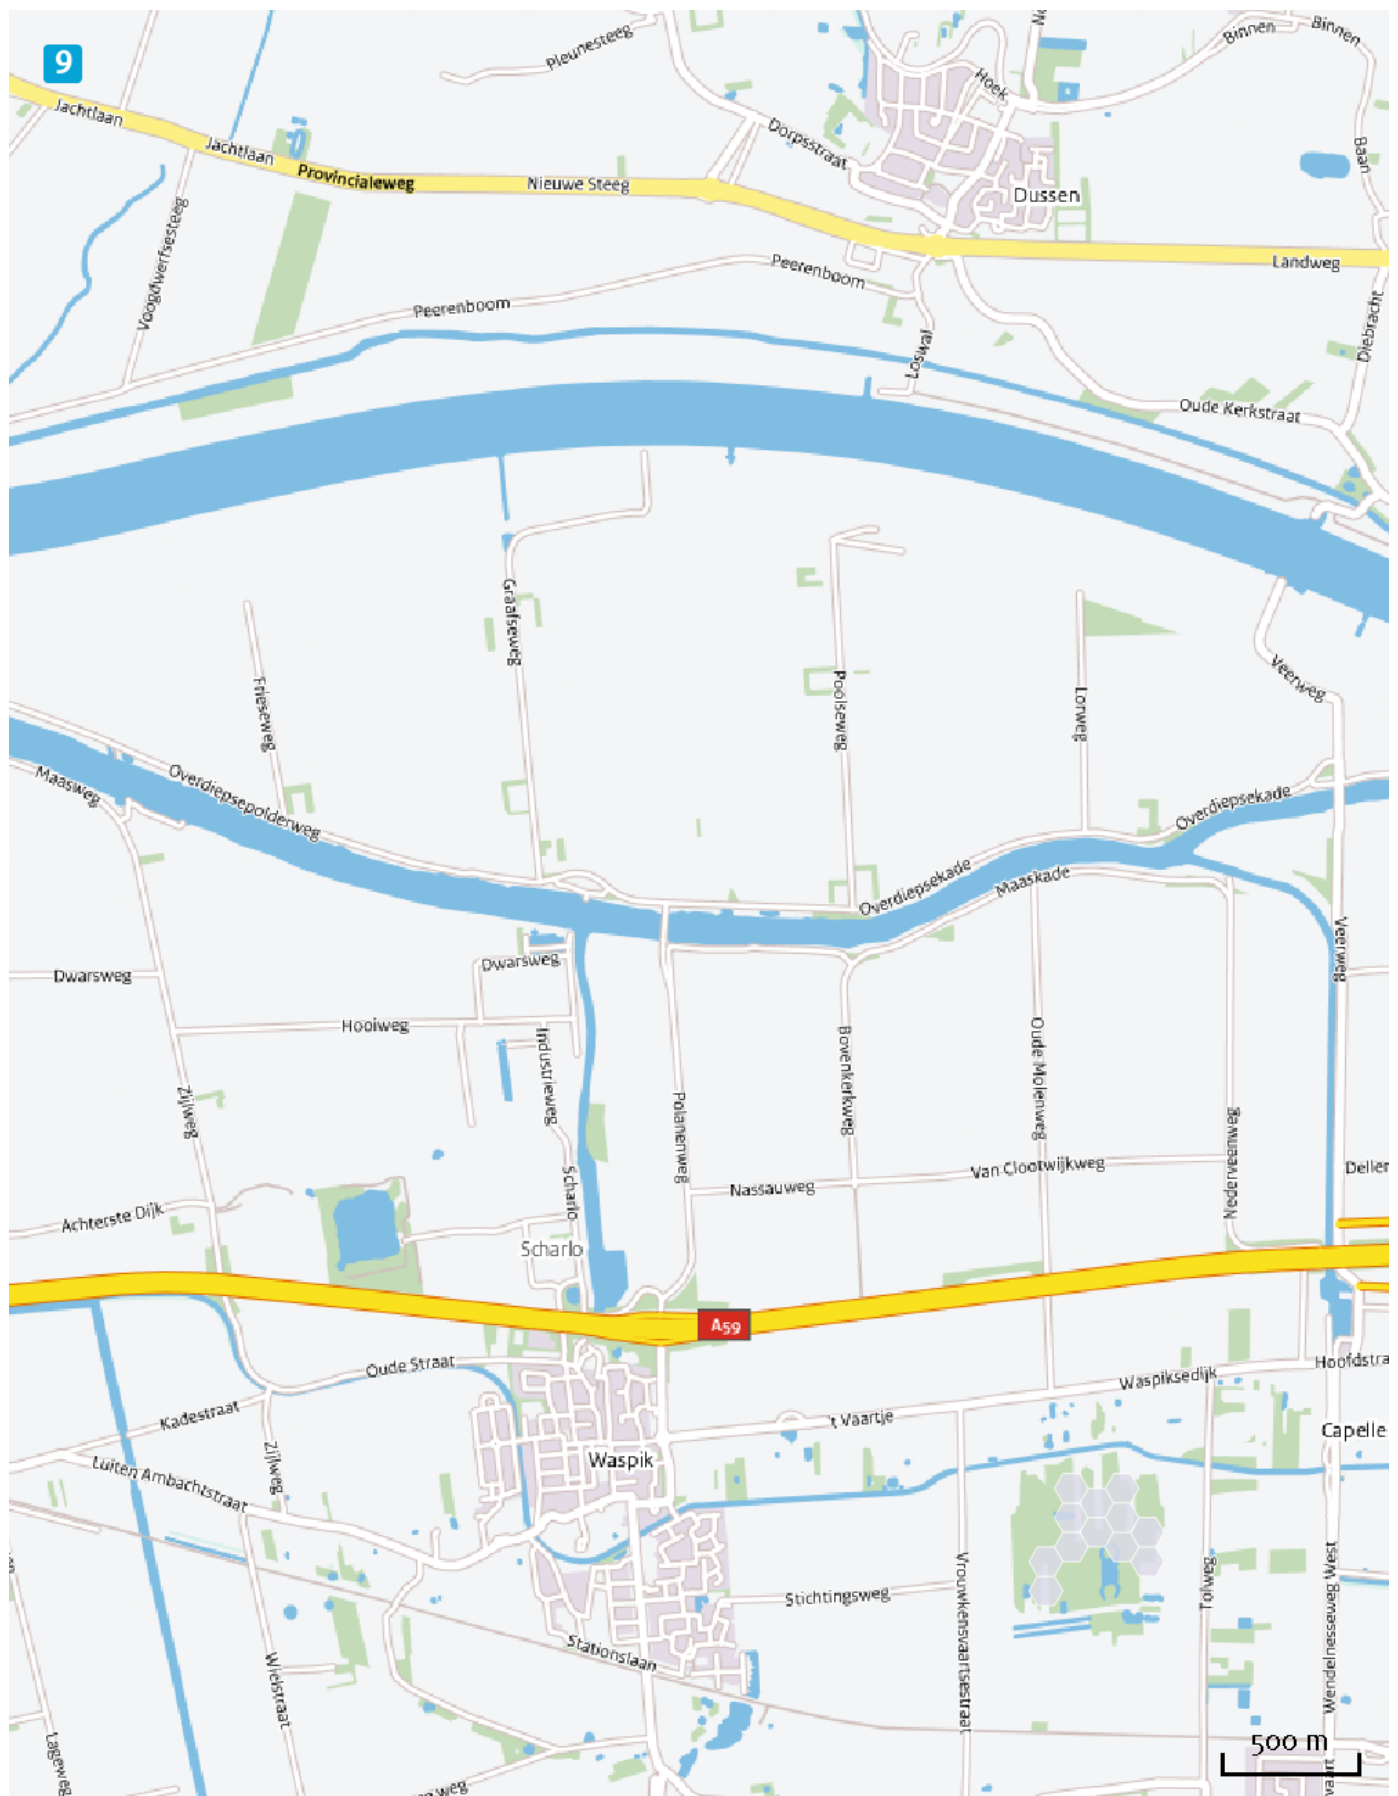 9
Pleunesteeg
Binnen
Binnen
Hoek
Jachtlaan
Jachtlaan
Dorpsstraat
Baan
Provincialeweg
Nieuwe Steeg
Dussen
Voogdwerfsesteeg
Peerenboom
Landweg
Peerenboom
Diebracht
Loswal
Oude Kerkstraat
Graafseweg
Frieseweg
Poolseweg
Lorweg
Veerweg
Maasweg
Overdiepsepolderweg
Overdiepsekade
Overdiepsekade
Maaskade
Veerweg
Dwarsweg
Dwarsweg
Hooiweg
Industrieweg
Bovenkerkweg
Oude Molenweg
Zijlweg
Polanenweg
Nederveenweg
Van Clootwijkweg
Nassauweg
Scharlo
Achterste Dijk
Scharlo
A59
Oude Straat
Waspiksedijk
Hoofdstra
Kadestraat
't Vaartje
Capelle
Zijlweg
Waspik
Luiten Ambachtstraat
Stichtingsweg
Vrouwkensvaartsestraat
Tolweg
Wendelnesseweg-West
Stationslaan
Wielstraat
Lageweg
500 m
vaart